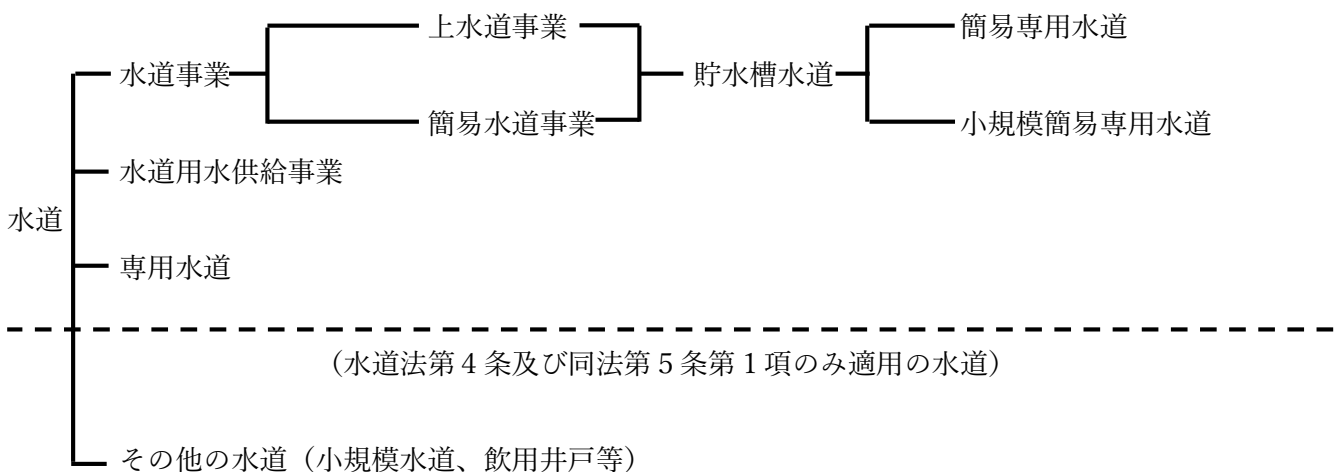 上水道事業
簡易専用水道
水道事業
貯水槽水道
簡易水道事業
小規模簡易専用水道
水道用水供給事業
水道
専用水道
（水道法第４条及び同法第５条第１項のみ適用の水道）
その他の水道（小規模水道、飲用井戸等）